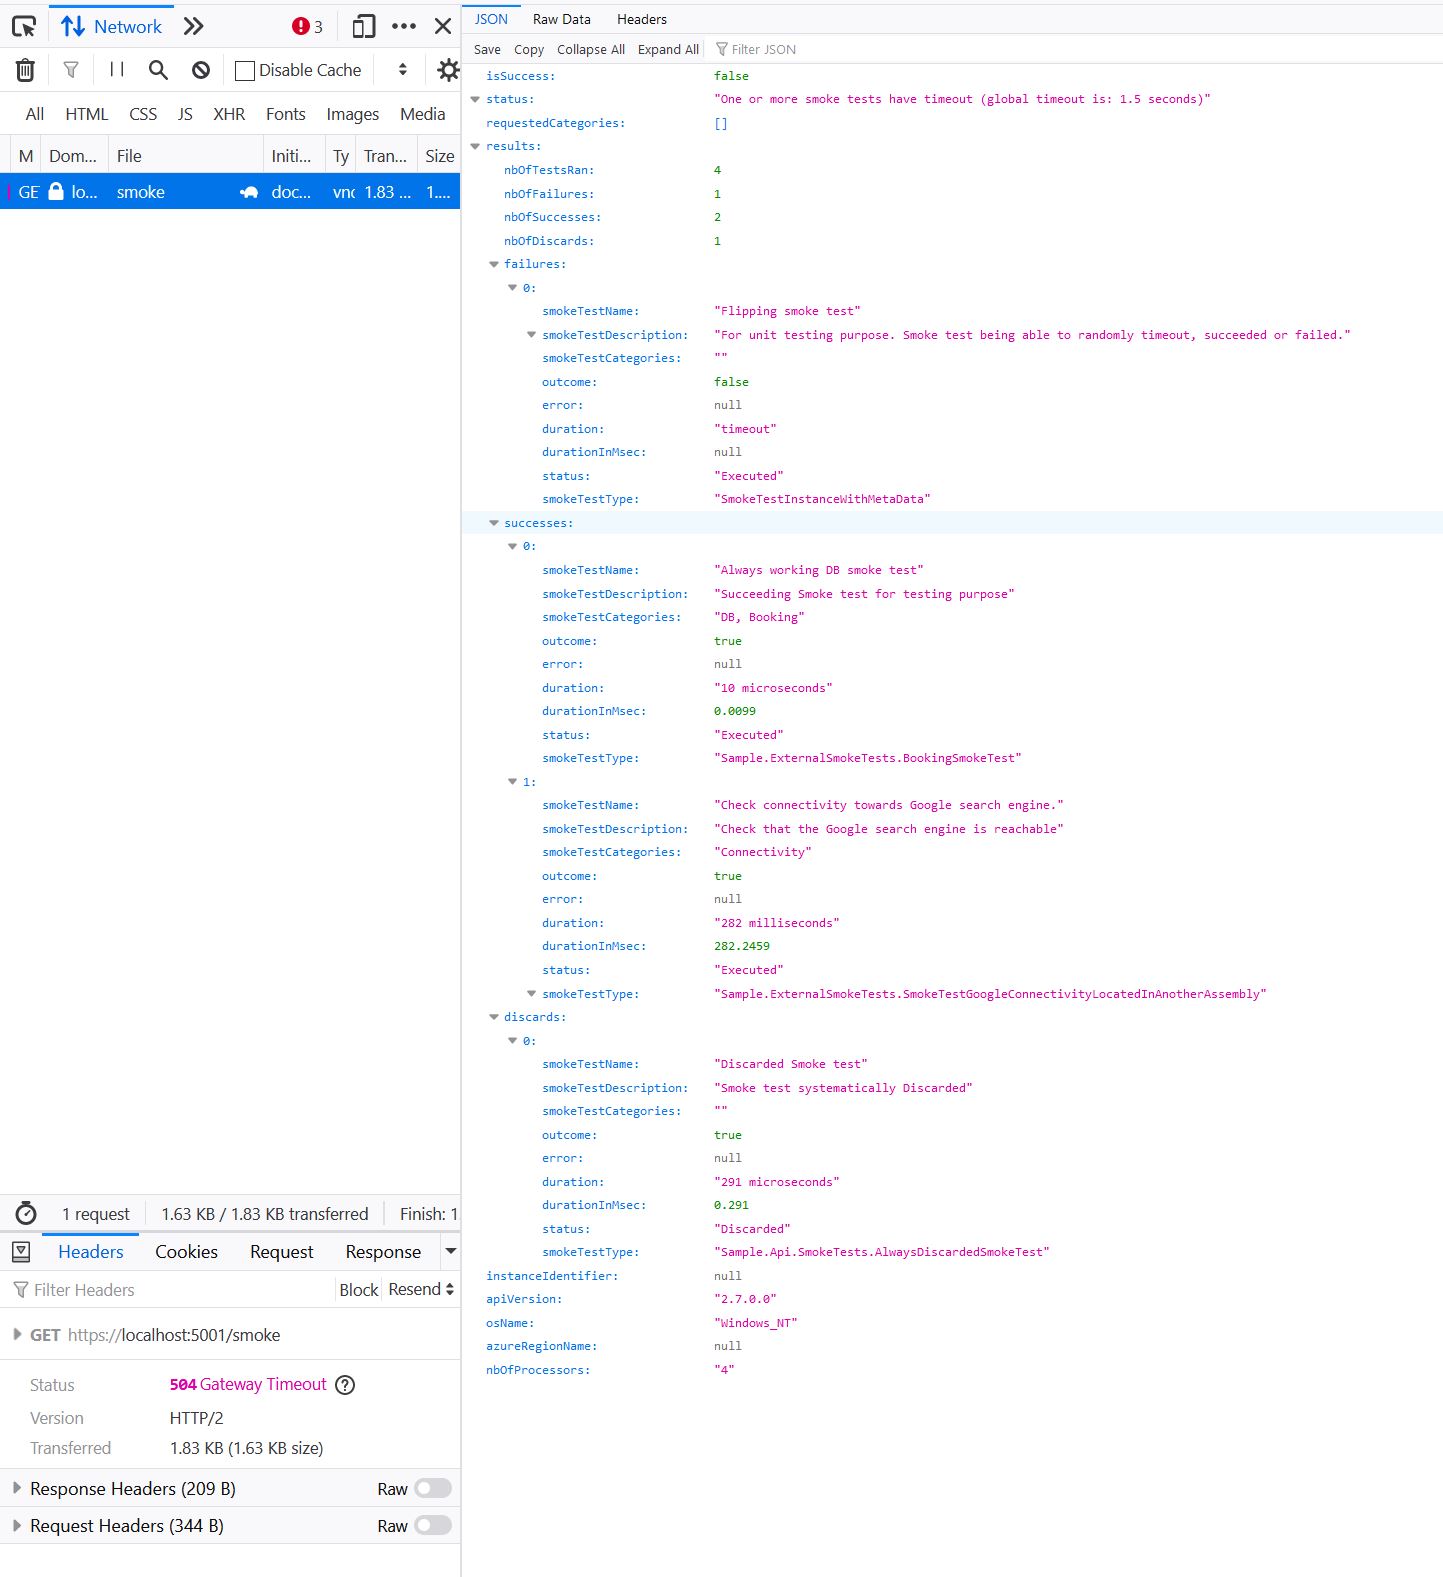 Network
3
Disable Cache
All HTML CSS JS XHR Fonts Images Media
M Dom... File Initi... Ty Tran... Size
GE lo... smoke doc... vnd 1.83 ... 1....
1 request 1.63 KB / 1.83 KB transferred Finish: 1.
Headers Cookies Request Response
Filter Headers Block Resend
GET https://localhost:5001/smoke
Status 504 Gateway Timeout ?
Version HTTP/2
Transferred 1.83 KB (1.63 KB size)
Response Headers (209 B) Raw
Request Headers (344 B) Raw
JSON Raw Data Headers
Save Copy Collapse All Expand All Filter JSON
isSuccess: false
status: "One or more smoke tests have timeout (global timeout is: 1.5 seconds)"
requestedCategories: []
results:
nbOfTestsRan: 4
nbOfFailures: 1
nbOfSuccesses: 2
nbOfDiscards: 1
failures:
0:
smokeTestName: "Flipping smoke test"
smokeTestDescription: "For unit testing purpose. Smoke test being able to randomly timeout, succeeded or failed."
smokeTestCategories: ""
outcome: false
error: null
duration: "timeout"
durationInMsec: null
status: "Executed"
smokeTestType: "SmokeTestInstanceWithMetaData"
successes:
0:
smokeTestName: "Always working DB smoke test"
smokeTestDescription: "Succeeding Smoke test for testing purpose"
smokeTestCategories: "DB, Booking"
outcome: true
error: null
duration: "10 microseconds"
durationInMsec: 0.0099
status: "Executed"
smokeTestType: "Sample.ExternalSmokeTests.BookingSmokeTest"
1:
smokeTestName: "Check connectivity towards Google search engine."
smokeTestDescription: "Check that the Google search engine is reachable"
smokeTestCategories: "Connectivity"
outcome: true
error: null
duration: "282 milliseconds"
durationInMsec: 282.2459
status: "Executed"
smokeTestType: "Sample.ExternalSmokeTests.SmokeTestGoogleConnectivityLocatedInAnotherAssembly"
discards:
0:
smokeTestName: "Discarded Smoke test"
smokeTestDescription: "Smoke test systematically Discarded"
smokeTestCategories: ""
outcome: true
error: null
duration: "291 microseconds"
durationInMsec: 0.291
status: "Discarded"
smokeTestType: "Sample.Api.SmokeTests.AlwaysDiscardedSmokeTest"
instanceIdentifier: null
apiVersion: "2.7.0.0"
osName: "Windows_NT"
azureRegionName: null
nbOfProcessors: "4"